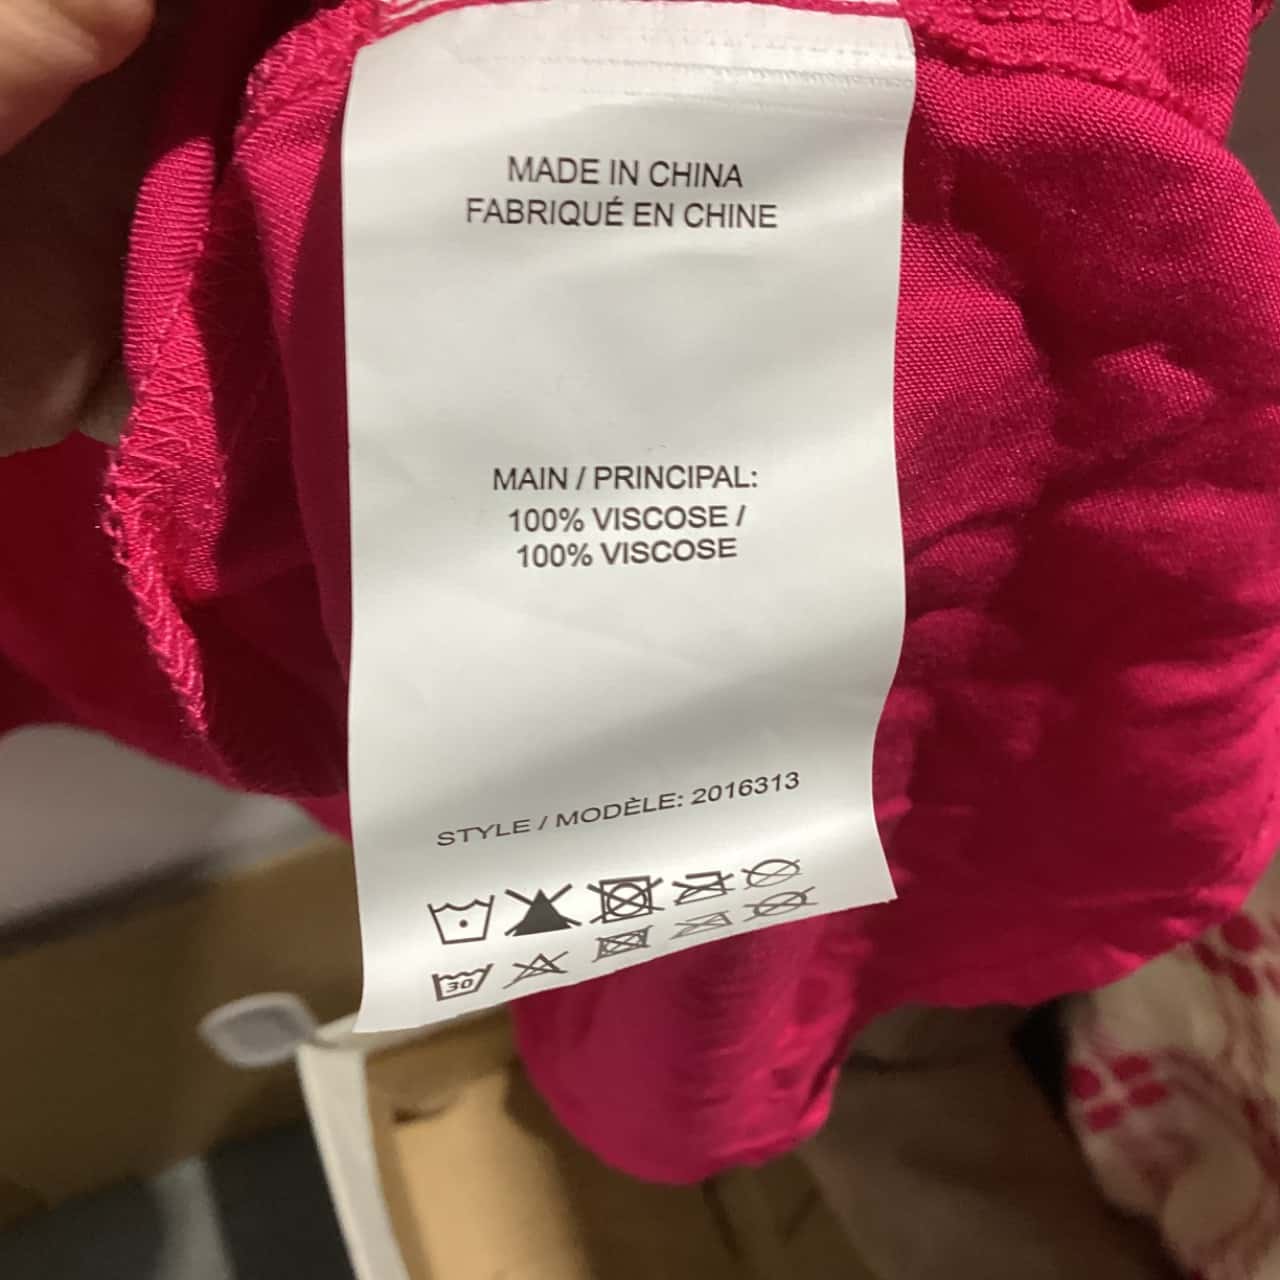 MADE IN CHINA
FABRIQUÉ EN CHINE
MAIN / PRINCIPAL:
100% VISCOSE /
100% VISCOSE
STYLE / MODÈLE: 2016313
30